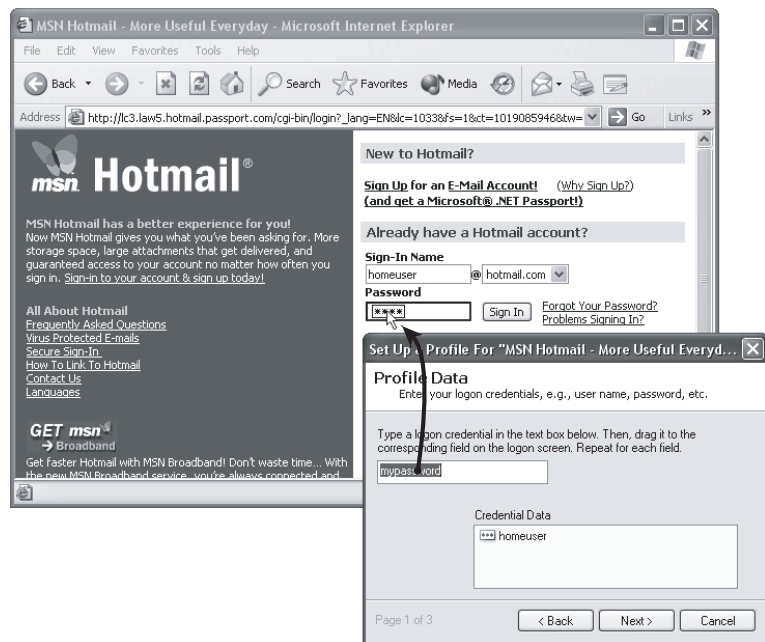 MSN Hotmail - More Useful Everyday - Microsoft Internet Explorer
File Edit View Favorites Tools Help
Back Search Favorites Media
Address http://lc3.law5.hotmail.passport.com/cgi-bin/login?_lang=EN&lc=1033&fs=1&ct=1019085946&tw= Go Links »
msn Hotmail®
MSN Hotmail has a better experience for you!
Now MSN Hotmail gives you what you've been asking for. More
storage space, large attachments that get delivered, and
guaranteed access to your account no matter how often you
sign in. Sign-in to your account & sign up today!
All About Hotmail
Frequently Asked Questions
Virus Protected E-mails
Secure Sign-In
How To Link To Hotmail
Contact Us
Languages
GET msn
→ Broadband
Get faster Hotmail with MSN Broadband! Don't waste time... With
the new MSN Broadband service, you're always connected and
New to Hotmail?
Sign Up for an E-Mail Account! (Why Sign Up?)
(and get a Microsoft® .NET Passport!)
Already have a Hotmail account?
Sign-In Name
homeuser @ hotmail.com
Password
**** Sign In Forgot Your Password?
Problems Signing In?
Set Up a Profile For "MSN Hotmail - More Useful Everyd...
Profile Data
Enter your logon credentials, e.g., user name, password, etc.
Type a logon credential in the text box below. Then, drag it to the
corresponding field on the logon screen. Repeat for each field.
mypassword
Credential Data
*** homeuser
Page 1 of 3 < Back Next > Cancel